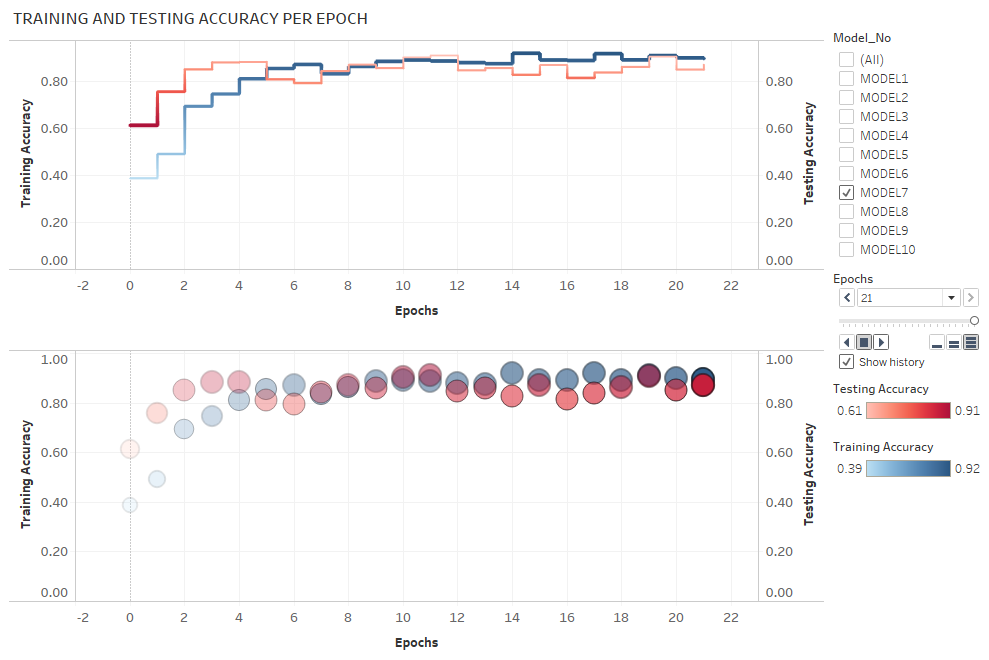 TRAINING AND TESTING ACCURACY PER EPOCH
Training Accuracy
0.80
0.60
0.40
0.20
0.00
0.80
0.60
0.40
0.20
0.00
Testing Accuracy
-2 0 2 4 6 8 10 12 14 16 18 20 22
Epochs
Training Accuracy
1.00
0.80
0.60
0.40
0.20
0.00
1.00
0.80
0.60
0.40
0.20
0.00
Testing Accuracy
-2 0 2 4 6 8 10 12 14 16 18 20 22
Epochs
Model_No
(All)
MODEL1
MODEL2
MODEL3
MODEL4
MODEL5
MODEL6
MODEL7
MODEL8
MODEL9
MODEL10
Epochs
21
Show history
Testing Accuracy
0.61 0.91
Training Accuracy
0.39 0.92